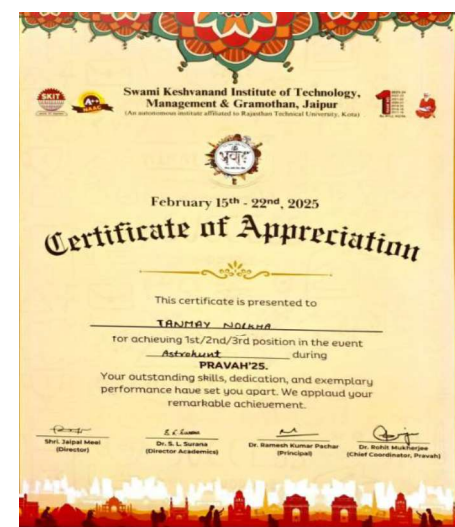 SKIT
A++
NAAC
Swami Keshvanand Institute of Technology,
Management & Gramothan, Jaipur
(An autonomous institute affiliated to Rajasthan Technical University, Kota)
प्रवाह
February 15th - 22nd, 2025
Certificate of Appreciation
This certificate is presented to
TANMAY NOLKHA
for achieving 1st/2nd/3rd position in the event
Astrohunt during
PRAVAH'25.
Your outstanding skills, dedication, and exemplary
performance have set you apart. We applaud your
remarkable achievement.
Shri. Jaipal Meel
(Director)
Dr. S. L. Surana
(Director Academics)
Dr. Ramesh Kumar Pachar
(Principal)
Dr. Rohit Mukherjee
(Chief Coordinator, Pravah)